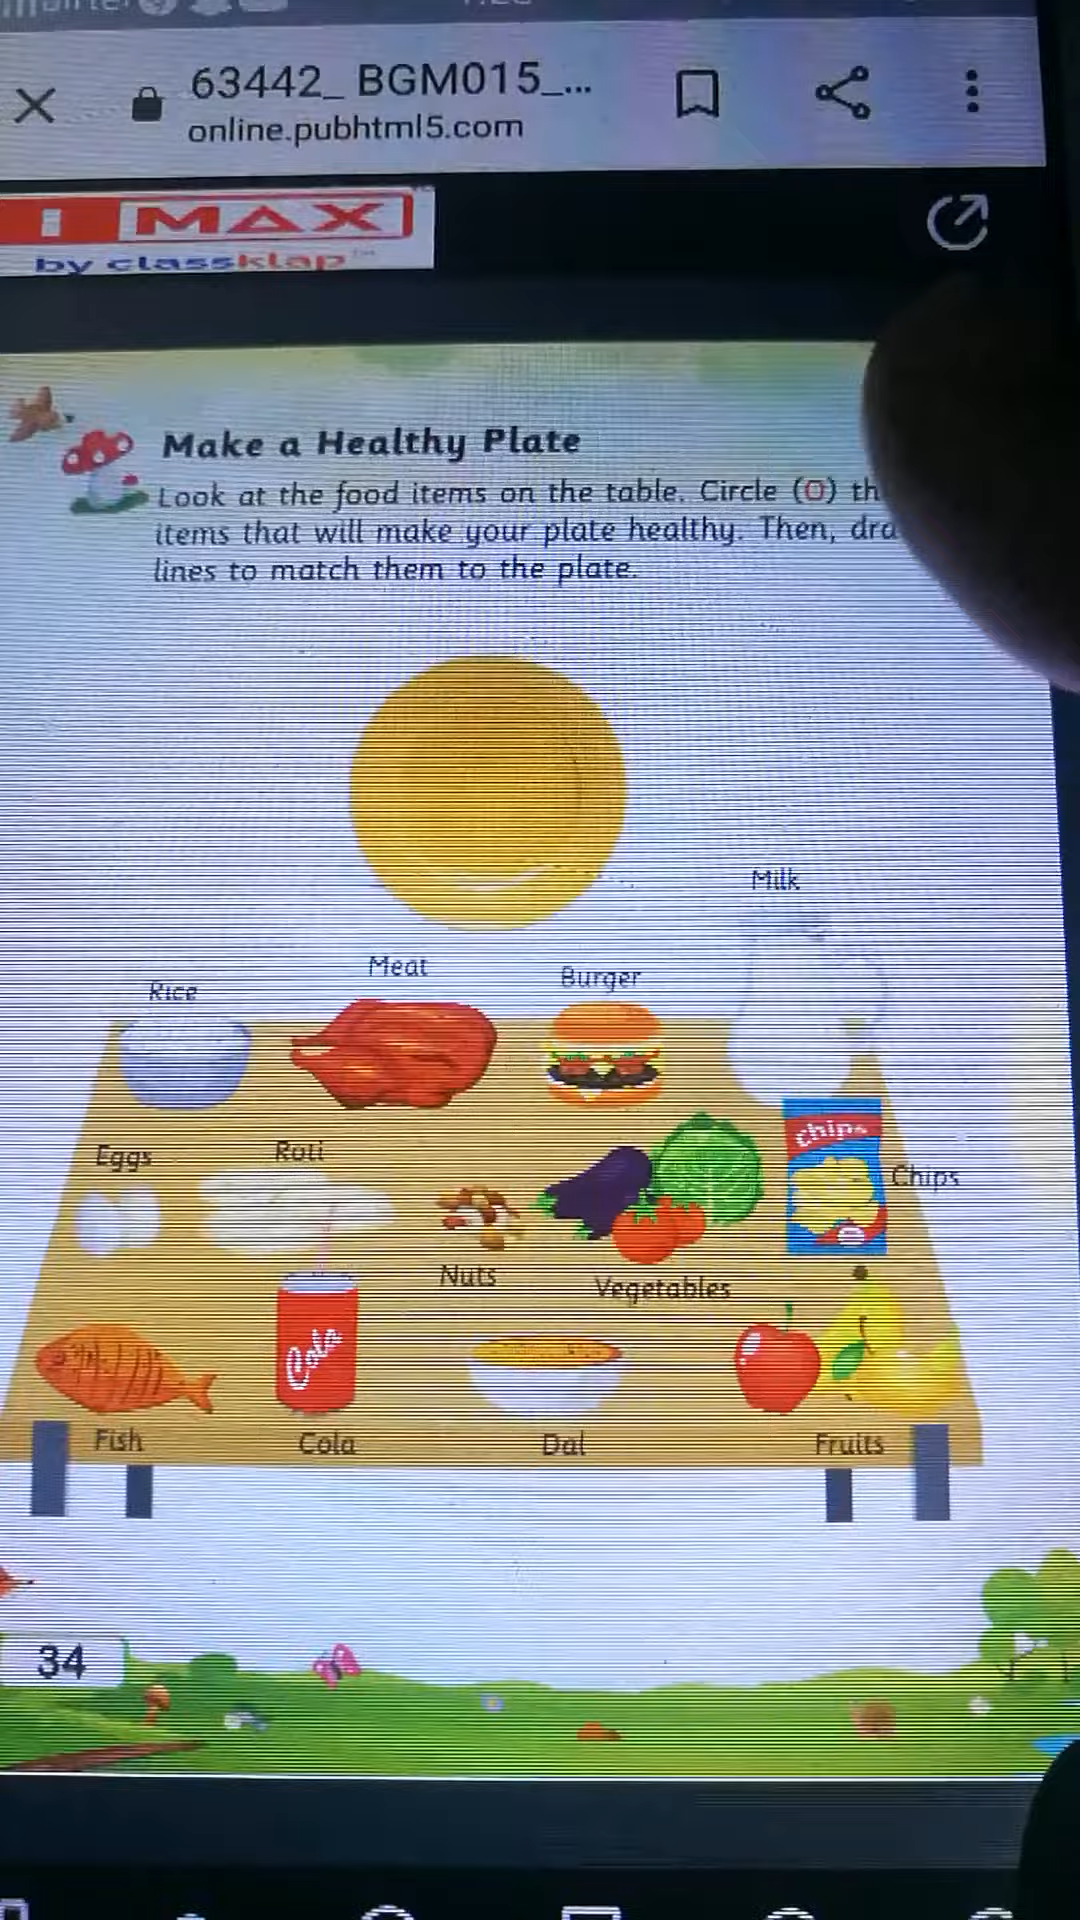 63442_ BGM015_...
online.pubhtml5.com
I MAX
by classklap™
Make a Healthy Plate
Look at the food items on the table. Circle (O) th
items that will make your plate healthy. Then, dra
lines to match them to the plate.
Milk
Meat
Burger
Rice
Eggs
Roti
Chips
Chips
Nuts
Vegetables
Cola
Fish
Cola
Dal
Fruits
34